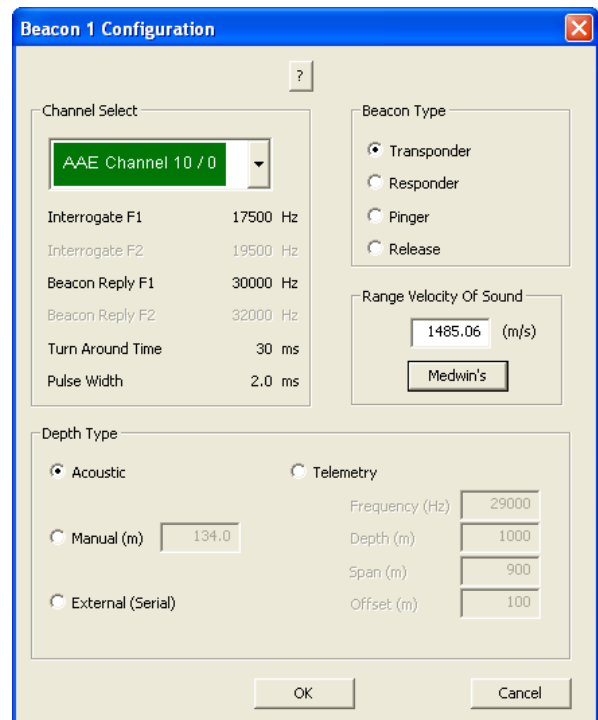 Beacon 1 Configuration
?
Channel Select
AAE Channel 10 / 0
Interrogate F1 17500 Hz
Interrogate F2 19500 Hz
Beacon Reply F1 30000 Hz
Beacon Reply F2 32000 Hz
Turn Around Time 30 ms
Pulse Width 2.0 ms
Beacon Type
Transponder
Responder
Pinger
Release
Range Velocity Of Sound
1485.06 (m/s)
Medwin's
Depth Type
Acoustic
Manual (m) 134.0
External (Serial)
Telemetry
Frequency (Hz) 29000
Depth (m) 1000
Span (m) 900
Offset (m) 100
OK
Cancel